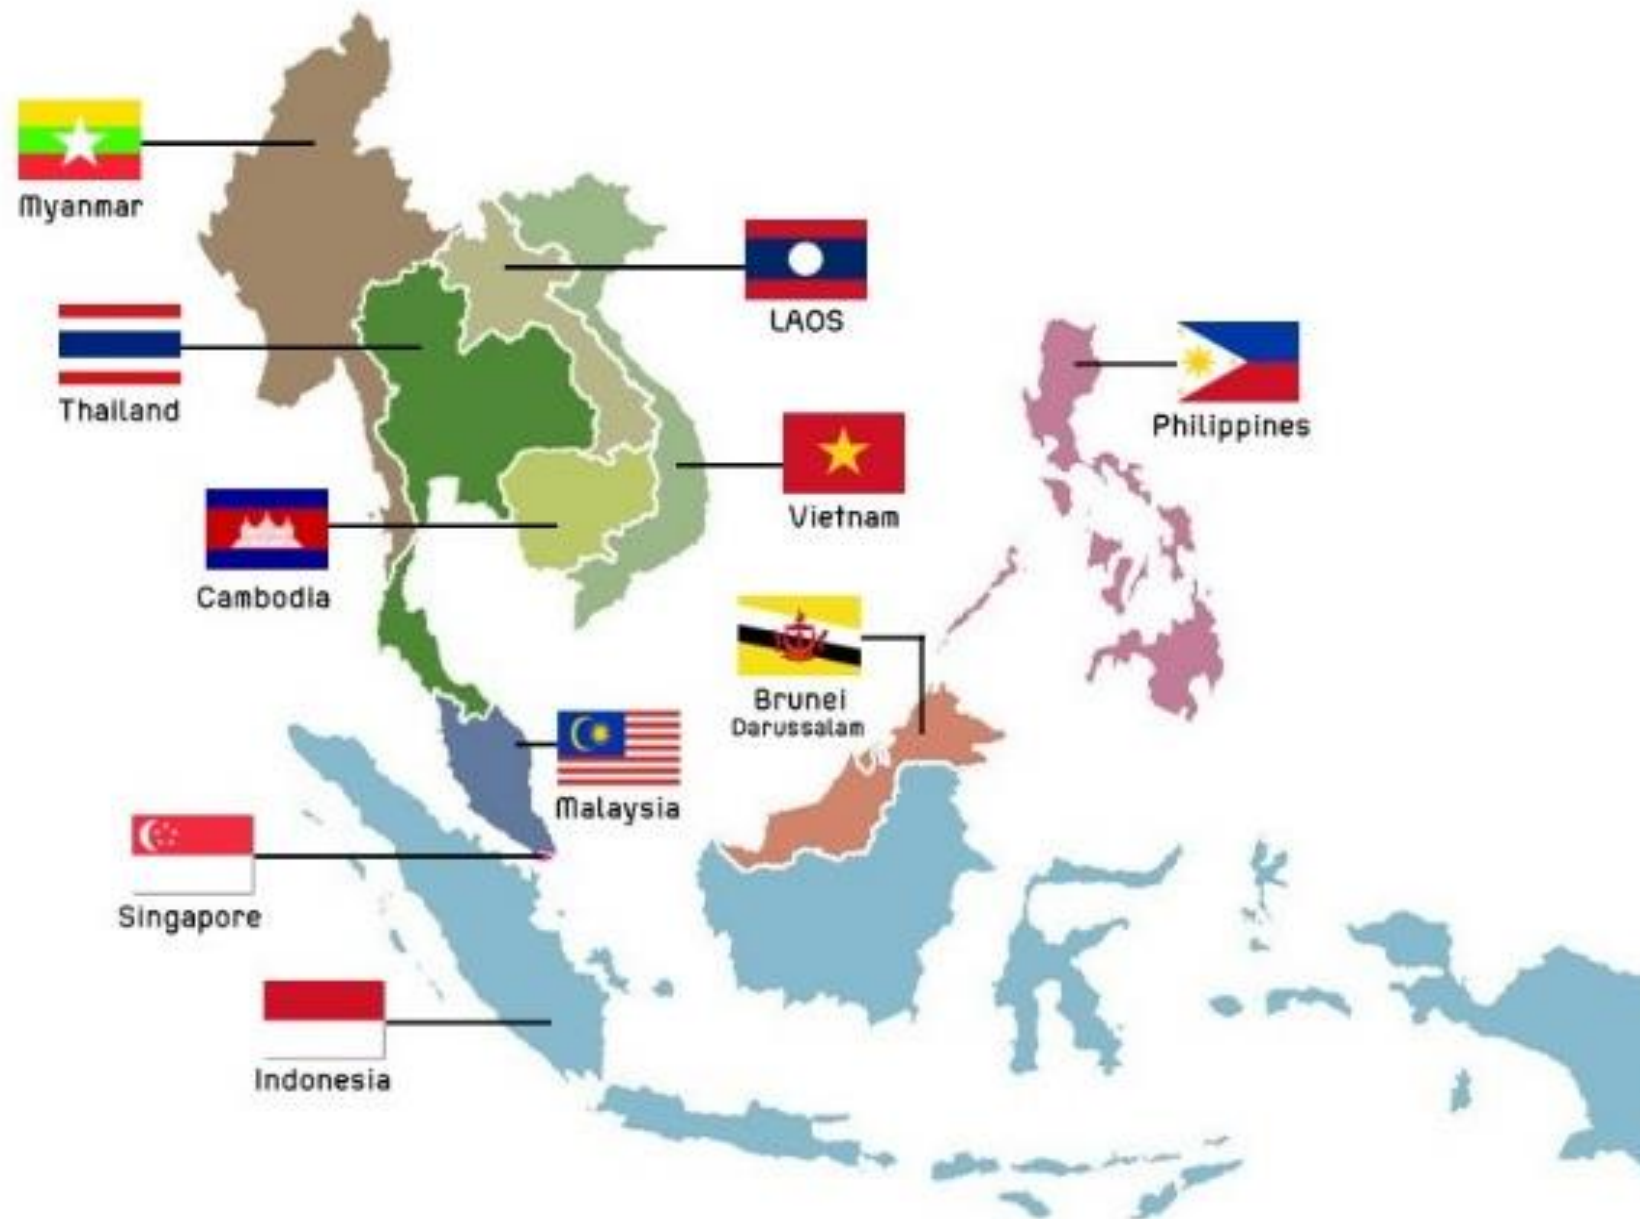 Myanmar
LAOS
Thailand
Philippines
Vietnam
Cambodia
Brunei
Darussalam
Malaysia
Singapore
Indonesia